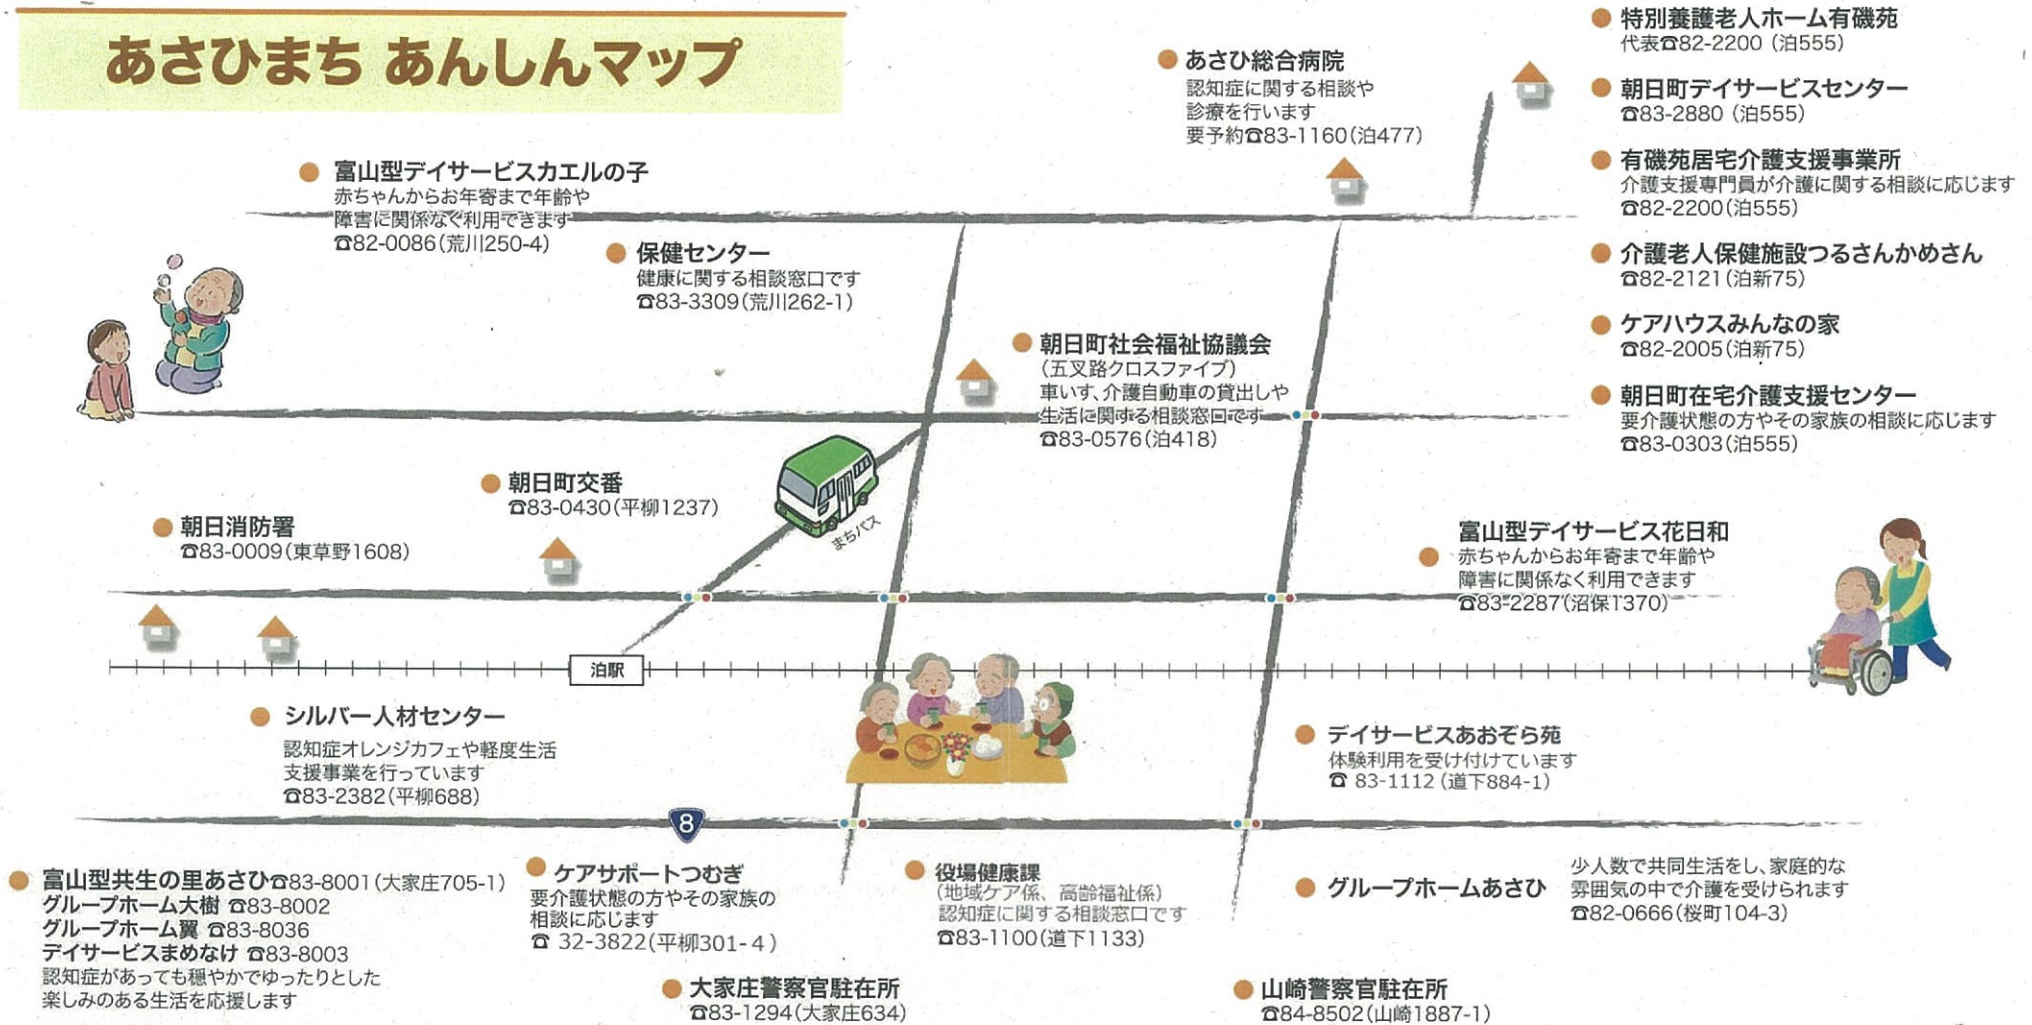 あさひまち あんしんマップ
富山型デイサービスカエルの子
赤ちゃんからお年寄まで年齢や
障害に関係なく利用できます
☎82-0086(荒川250-4)
保健センター
健康に関する相談窓口です
☎83-3309(荒川262-1)
あさひ総合病院
認知症に関する相談や
診療を行います
要予約☎83-1160(泊477)
特別養護老人ホーム有磯苑
代表☎82-2200 (泊555)
朝日町デイサービスセンター
☎83-2880 (泊555)
有磯苑居宅介護支援事業所
介護支援専門員が介護に関する相談に応じます
☎82-2200(泊555)
介護老人保健施設つるさんかめさん
☎82-2121(泊新75)
ケアハウスみんなの家
☎82-2005(泊新75)
朝日町在宅介護支援センター
要介護状態の方やその家族の相談に応じます
☎83-0303(泊555)
朝日町社会福祉協議会
(五叉路クロスファイブ)
車いす、介護自動車の貸出しや
生活に関する相談窓口です
☎83-0576(泊418)
朝日町交番
☎83-0430(平柳1237)
まちバス
朝日消防署
☎83-0009(東草野1608)
富山型デイサービス花日和
赤ちゃんからお年寄まで年齢や
障害に関係なく利用できます
☎83-2287(沼保1370)
泊駅
シルバー人材センター
認知症オレンジカフェや軽度生活
支援事業を行っています
☎83-2382(平柳688)
デイサービスあおぞら苑
体験利用を受け付けています
☎ 83-1112 (道下884-1)
8
富山型共生の里あさひ☎83-8001(大家庄705-1)
グループホーム大樹 ☎83-8002
グループホーム翼 ☎83-8036
デイサービスまめなけ ☎83-8003
認知症があっても穏やかでゆったりとした
楽しみのある生活を応援します
ケアサポートつむぎ
要介護状態の方やその家族の
相談に応じます
☎ 32-3822(平柳301-4)
役場健康課
(地域ケア係、高齢福祉係)
認知症に関する相談窓口です
☎83-1100(道下1133)
グループホームあさひ
少人数で共同生活をし、家庭的な
雰囲気の中で介護を受けられます
☎82-0666(桜町104-3)
大家庄警察官駐在所
☎83-1294(大家庄634)
山崎警察官駐在所
☎84-8502(山崎1887-1)